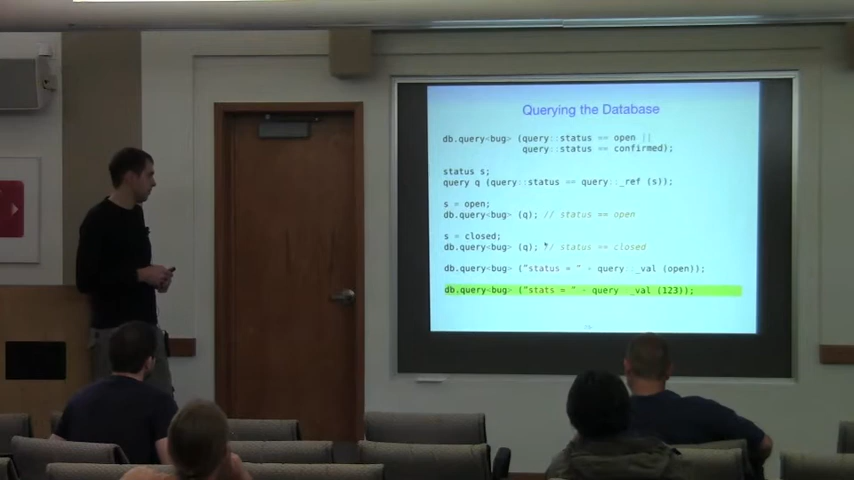 Querying the Database
db.query<bug> (query::status == open ||
query::status == confirmed);
status s;
query q (query::status == query::_ref (s));
s = open;
db.query<bug> (q); // status == open
s = closed;
db.query<bug> (q); // status == closed
db.query<bug> ("status = " + query::_val (open));
db.query<bug> ("stats = " + query::_val (123));